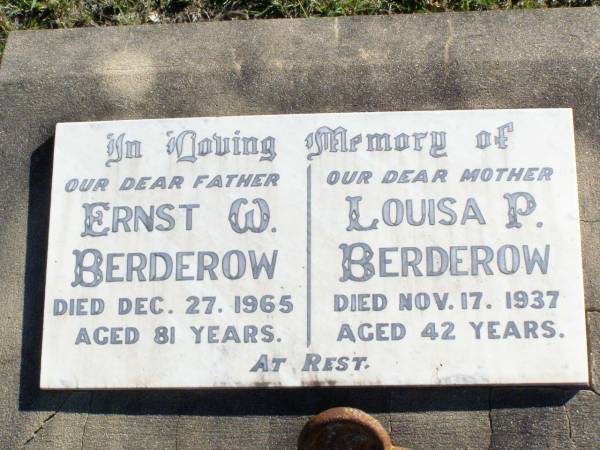 In Loving Memory of
OUR DEAR FATHER
ERNST W.
BERDEROW
DIED DEC. 27. 1965
AGED 81 YEARS.
OUR DEAR MOTHER
LOUISA P.
BERDEROW
DIED NOV. 17. 1937
AGED 42 YEARS.
AT REST.